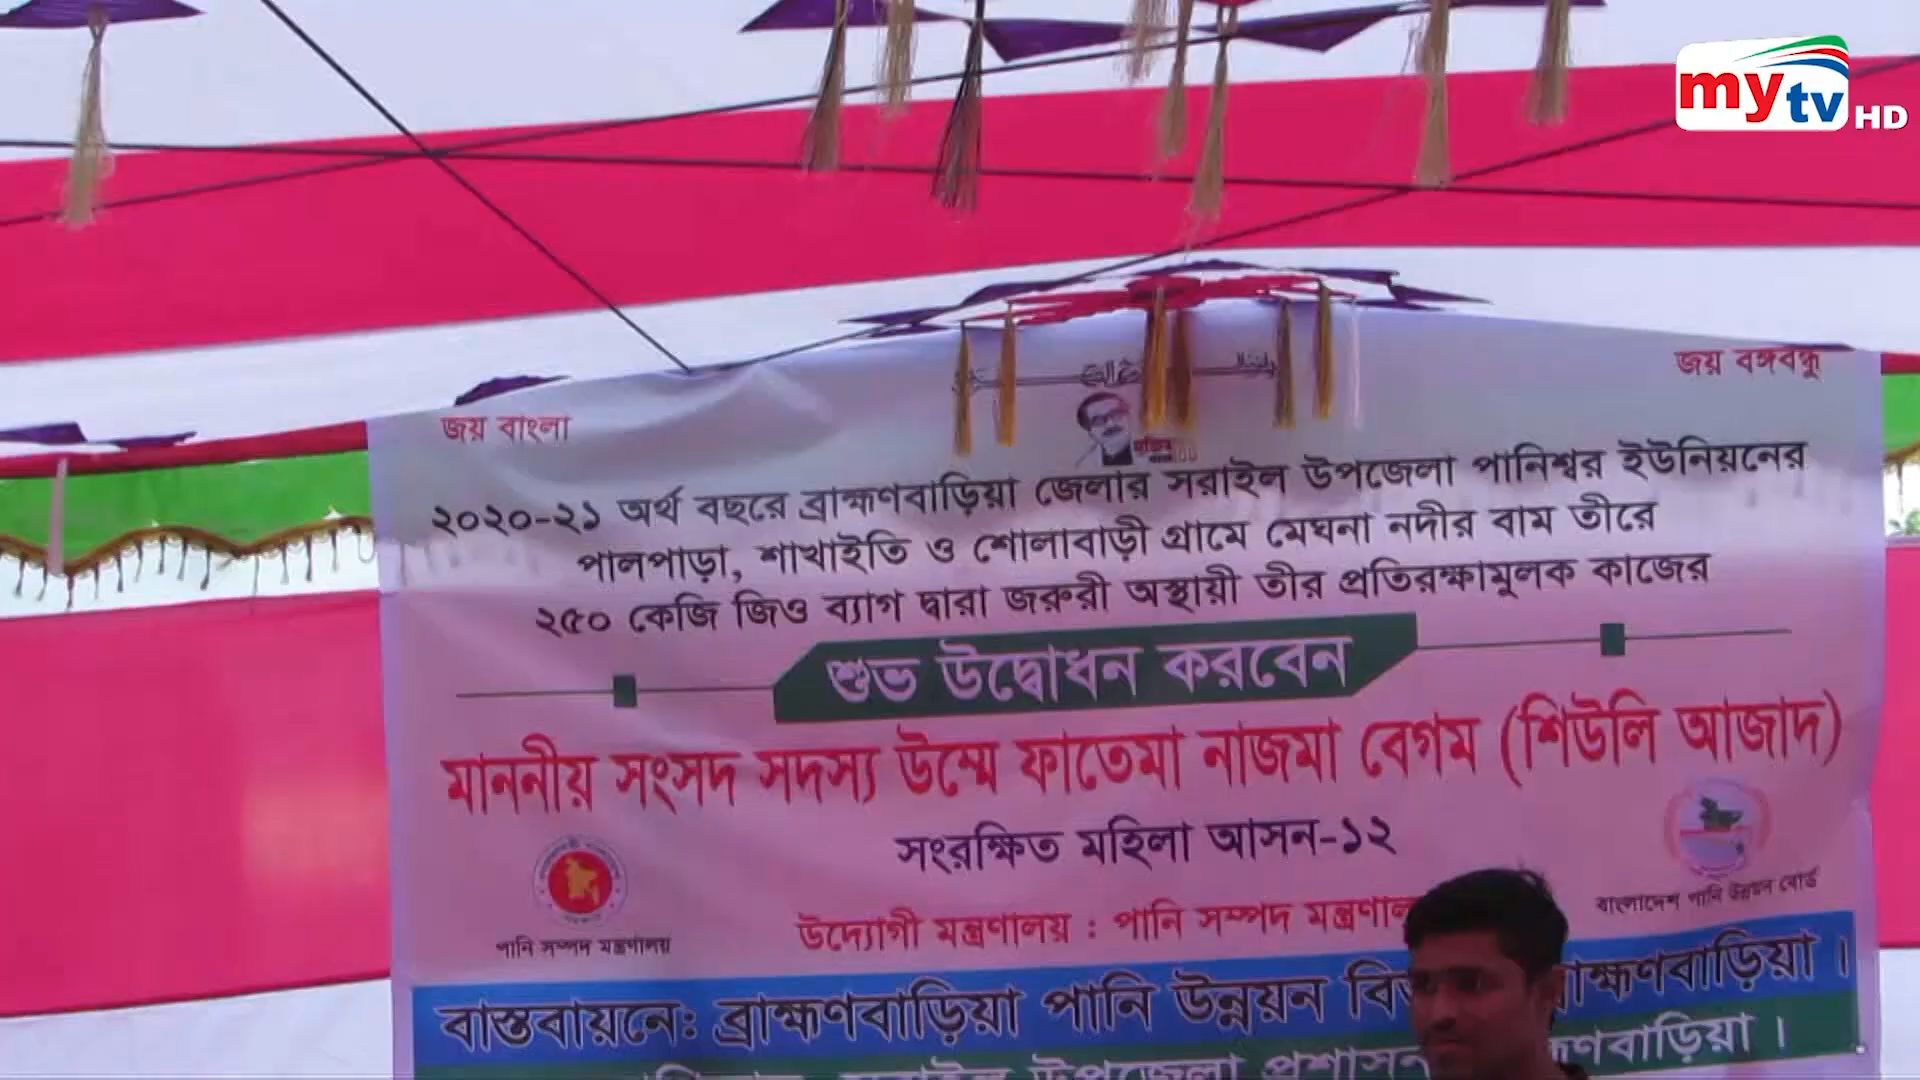 mytv HD
জয় বাংলা
জয় বঙ্গবন্ধু
২০২০-২১ অর্থ বছরে ব্রাহ্মণবাড়িয়া জেলার সরাইল উপজেলা পানিশ্বর ইউনিয়নের
পালপাড়া, শাখাইতি ও শোলাবাড়ী গ্রামে মেঘনা নদীর বাম তীরে
২৫০ কেজি জিও ব্যাগ দ্বারা জরুরী অস্থায়ী তীর প্রতিরক্ষামুলক কাজের
শুভ উদ্বোধন করবেন
মাননীয় সংসদ সদস্য উম্মে ফাতেমা নাজমা বেগম (শিউলি আজাদ)
সংরক্ষিত মহিলা আসন-১২
পানি সম্পদ মন্ত্রণালয়
বাংলাদেশ পানি উন্নয়ন বোর্ড
উদ্যোগী মন্ত্রণালয় : পানি সম্পদ
বাস্তবায়নে: ব্রাহ্মণবাড়িয়া পানি উন্নয়ন
সরাইল উপজেলা